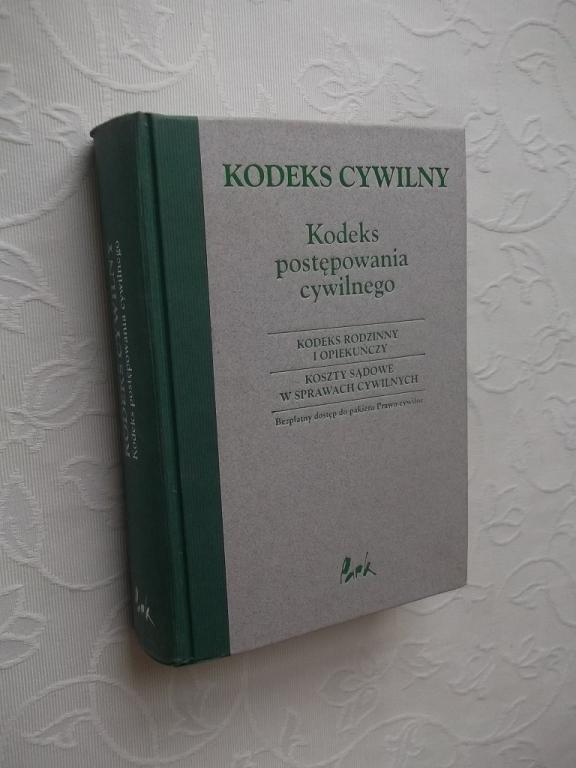 KODEKS CYWILNY
Kodeks
postępowania
cywilnego
KODEKS RODZINNY
I OPIEKUŃCZY
KOSZTY SĄDOWE
W SPRAWACH CYWILNYCH
Bezpłatny dostęp do pakietu Prawo cywilne
Park
KODEKS CYWILNY
Kodeks postępowania cywilnego
Park